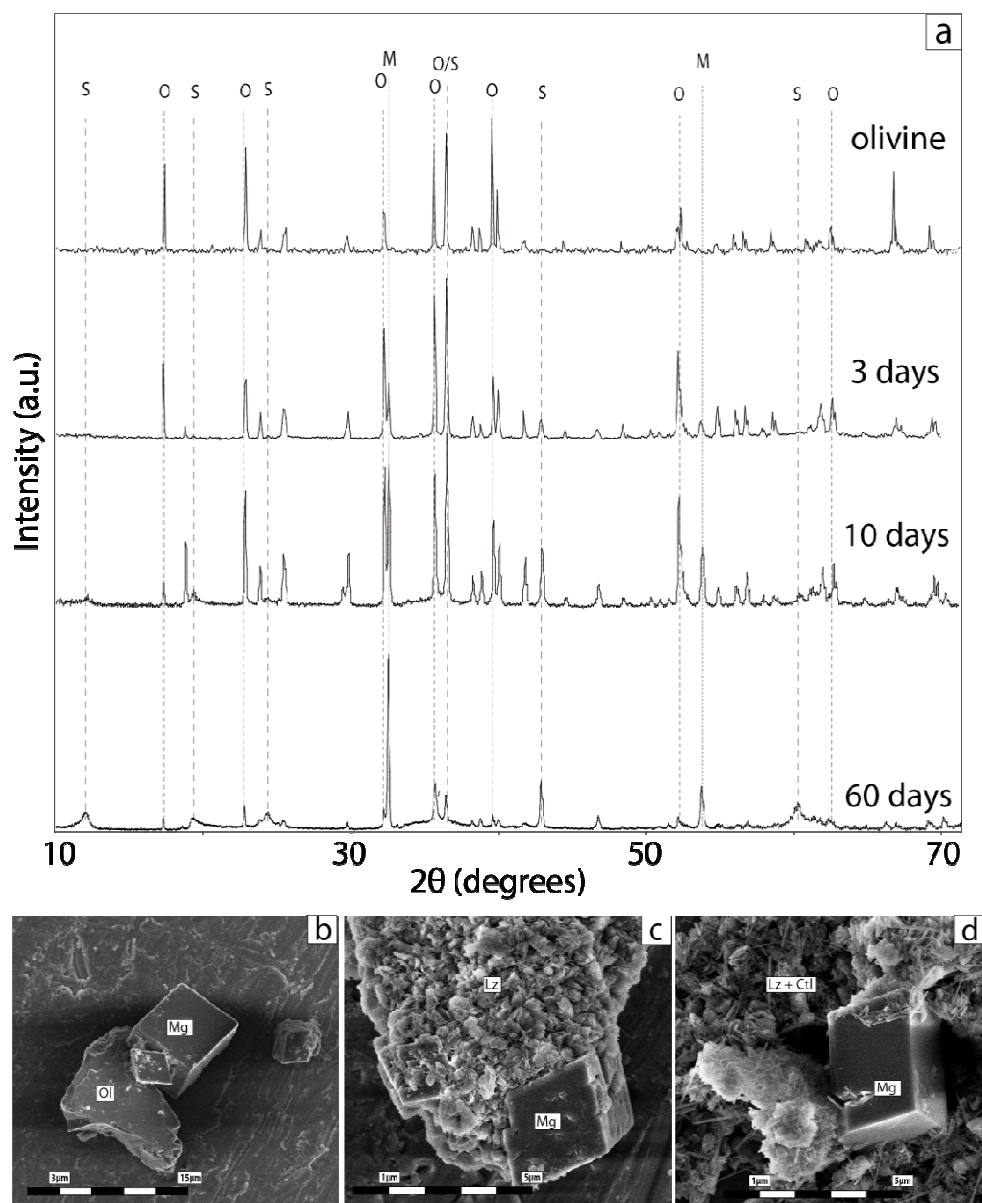 a
M M
O/S
S O S O S O O O S O S O
olivine
3 days
10 days
60 days
Intensity (a.u.)
10 30 50 70
2θ (degrees)
b
Mg
Ol
3µm 15µm
c
Lz
Mg
1µm 5µm
d
Lz + Ctl
Mg
1µm 5µm